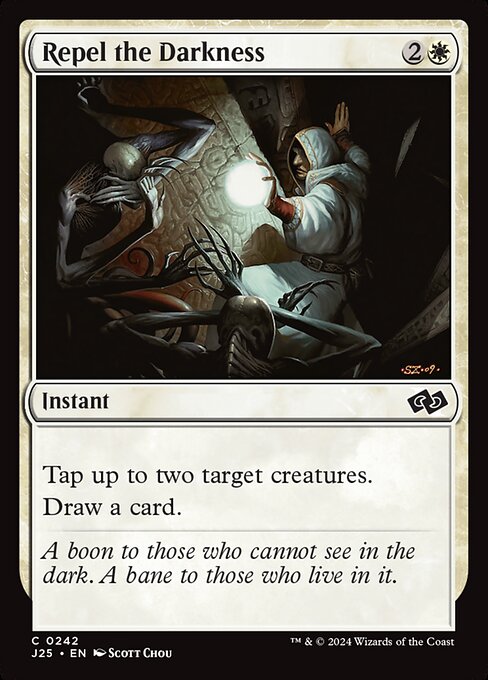 Repel the Darkness 2
·SZ·09·
Instant
Tap up to two target creatures.
Draw a card.
A boon to those who cannot see in the
dark. A bane to those who live in it.
C 0242
J25 • EN Scott Chou
™ & © 2024 Wizards of the Coast